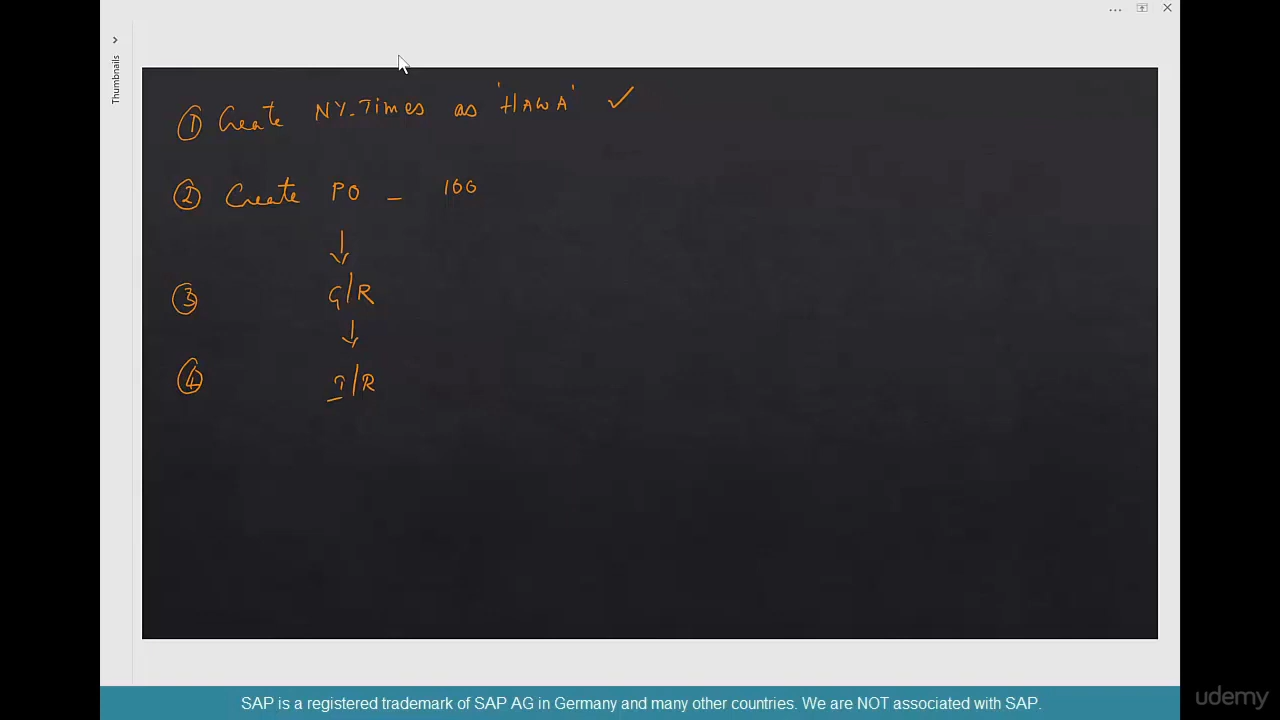 Thumbnails
① Create NY-Times as 'HAWA' ✓
② Create PO - 100
↓
③ G/R
↓
④ I/R
SAP is a registered trademark of SAP AG in Germany and many other countries. We are NOT associated with SAP.
udemy